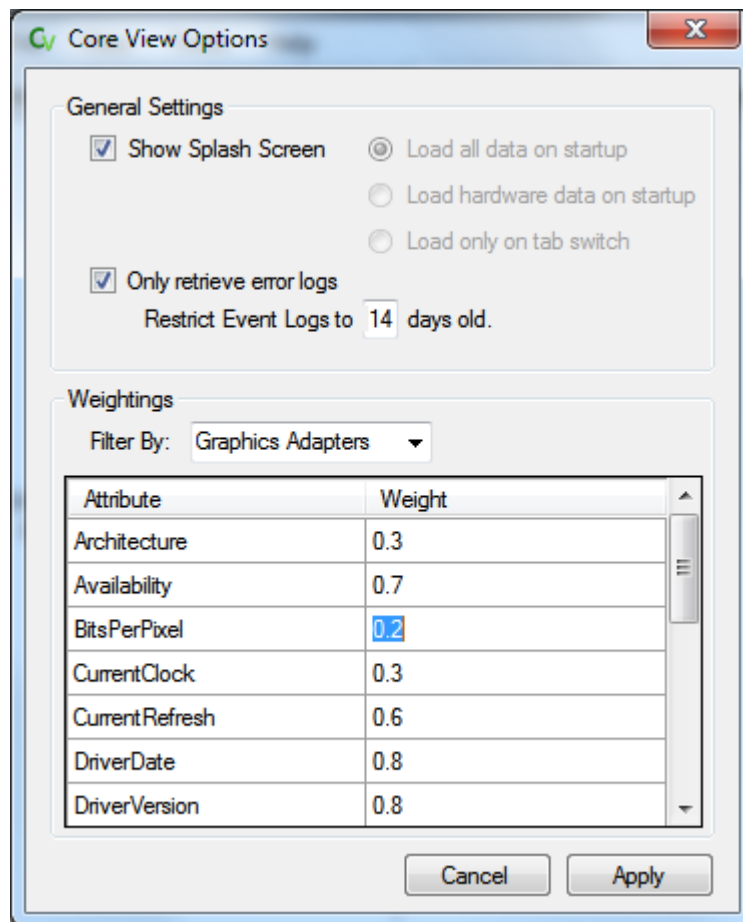 Cv Core View Options
General Settings
Show Splash Screen Load all data on startup
Load hardware data on startup
Load only on tab switch
Only retrieve error logs
Restrict Event Logs to 14 days old.
Weightings
Filter By: Graphics Adapters
Attribute Weight
Architecture 0.3
Availability 0.7
BitsPerPixel 0.2
CurrentClock 0.3
CurrentRefresh 0.6
DriverDate 0.8
DriverVersion 0.8
Cancel Apply